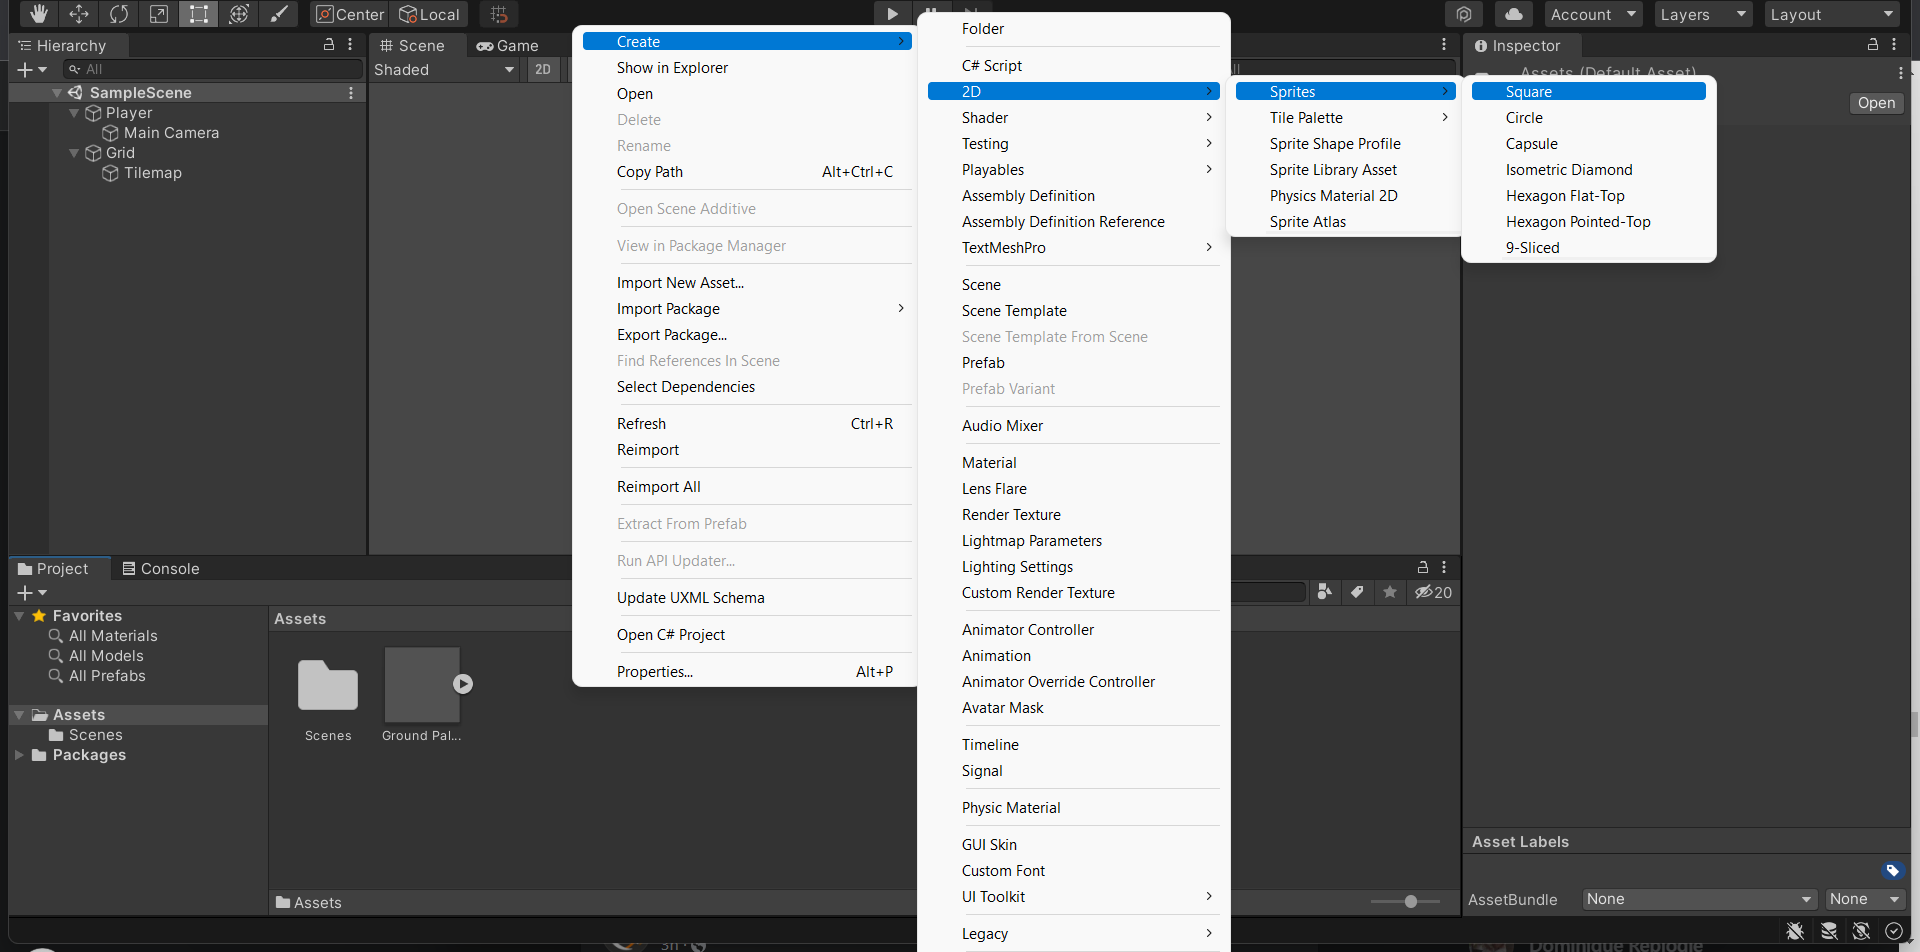 Center
Local
Account
Layers
Layout
Hierarchy
All
SampleScene
Player
Main Camera
Grid
Tilemap
Scene
Game
Shaded
2D
Create
Show in Explorer
Open
Delete
Rename
Copy Path Alt+Ctrl+C
Open Scene Additive
View in Package Manager
Import New Asset...
Import Package
Export Package...
Find References In Scene
Select Dependencies
Refresh Ctrl+R
Reimport
Reimport All
Extract From Prefab
Run API Updater...
Update UXML Schema
Open C# Project
Properties... Alt+P
Folder
C# Script
2D
Shader
Testing
Playables
Assembly Definition
Assembly Definition Reference
TextMeshPro
Scene
Scene Template
Scene Template From Scene
Prefab
Prefab Variant
Audio Mixer
Material
Lens Flare
Render Texture
Lightmap Parameters
Lighting Settings
Custom Render Texture
Animator Controller
Animation
Animator Override Controller
Avatar Mask
Timeline
Signal
Physic Material
GUI Skin
Custom Font
UI Toolkit
Legacy
Sprites
Tile Palette
Sprite Shape Profile
Sprite Library Asset
Physics Material 2D
Sprite Atlas
Square
Circle
Capsule
Isometric Diamond
Hexagon Flat-Top
Hexagon Pointed-Top
9-Sliced
Inspector
Assets (Default Asset)
Open
Project
Console
20
Favorites
All Materials
All Models
All Prefabs
Assets
Scenes
Packages
Assets
Scenes
Ground Pal...
Assets
Asset Labels
AssetBundle None None
3h
Dominique Replogle